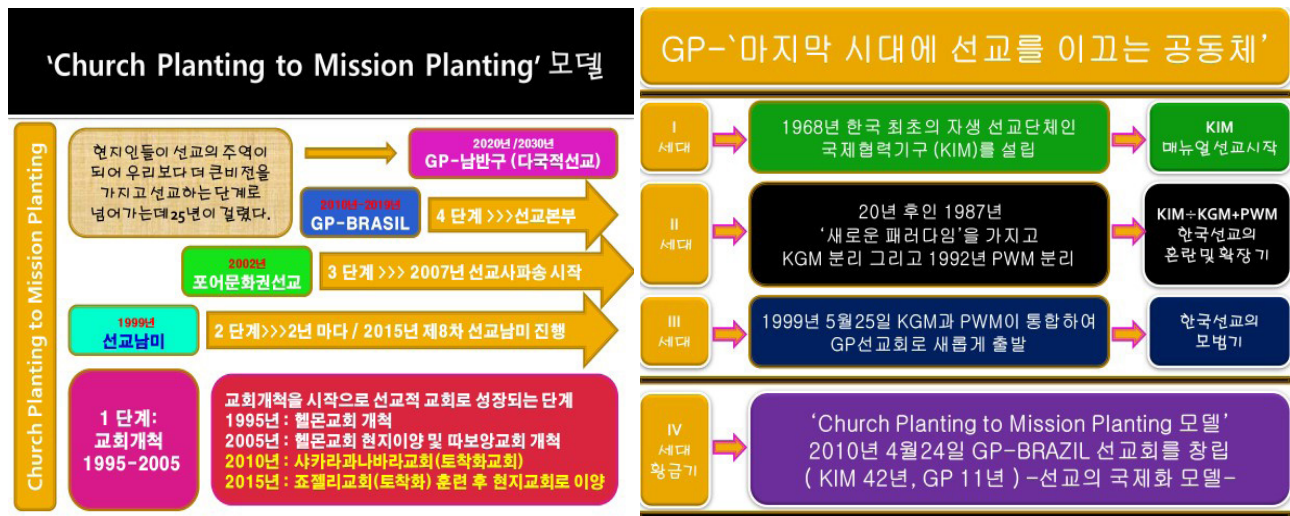 'Church Planting to Mission Planting' 모델
Church Planting to Mission Planting
현지인들이 선교의 주역이
되어 우리보다 더 큰비전을
가지고 선교하는 단계로
넘어가는데 25년이 걸렸다.
2020년 /2030년
GP-남반구 (다국적선교)
2010년-2019년
GP-BRASIL
4 단계 >>>선교본부
2002년
포어문화권선교
3 단계 >>> 2007년 선교사파송 시작
1999년
선교남미
2 단계>>>2년 마다 / 2015년 제8차 선교남미 진행
1 단계:
교회개척
1995-2005
교회개척을 시작으로 선교적 교회로 성장되는 단계
1995년 : 헬몬교회 개척
2005년 : 헬몬교회 현지이양 및 따보앙교회 개척
2010년 : 샤카라과나바라교회(토착화교회)
2015년 : 죠젤리교회(토착화) 훈련 후 현지교회로 이양
GP-‘마지막 시대에 선교를 이끄는 공동체’
I
세대
1968년 한국 최초의 자생 선교단체인
국제협력기구 (KIM)를 설립
KIM
매뉴얼 선교시작
II
세대
20년 후인 1987년
‘새로운 패러다임’을 가지고
KGM 분리 그리고 1992년 PWM 분리
KIM÷KGM+PWM
한국선교의
혼란 및 확장기
III
세대
1999년 5월25일 KGM과 PWM이 통합하여
GP선교회로 새롭게 출발
한국선교의
모범기
IV
세대
황금기
‘Church Planting to Mission Planting 모델’
2010년 4월24일 GP-BRAZIL 선교회를 창립
( KIM 42년, GP 11년 ) -선교의 국제화 모델-